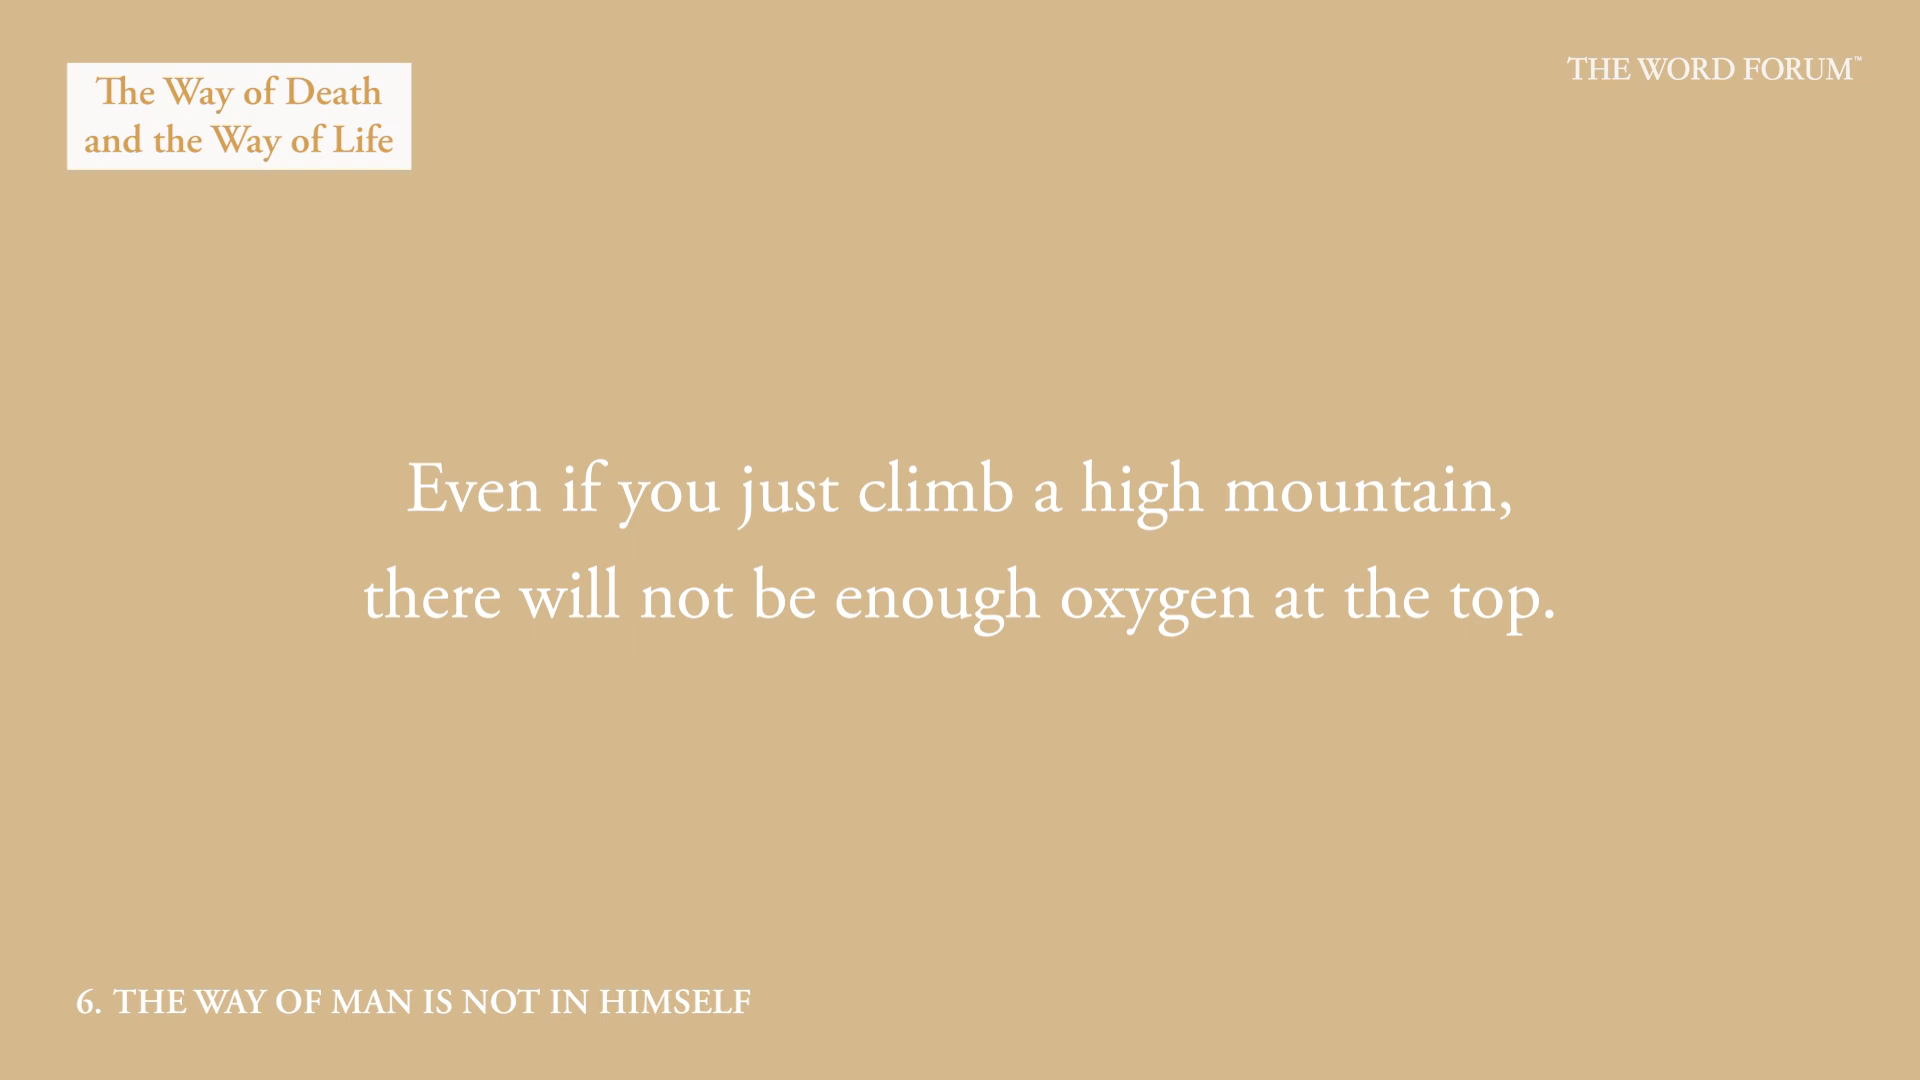 The Way of Death
and the Way of Life
THE WORD FORUM™
Even if you just climb a high mountain,
there will not be enough oxygen at the top.
6. THE WAY OF MAN IS NOT IN HIMSELF